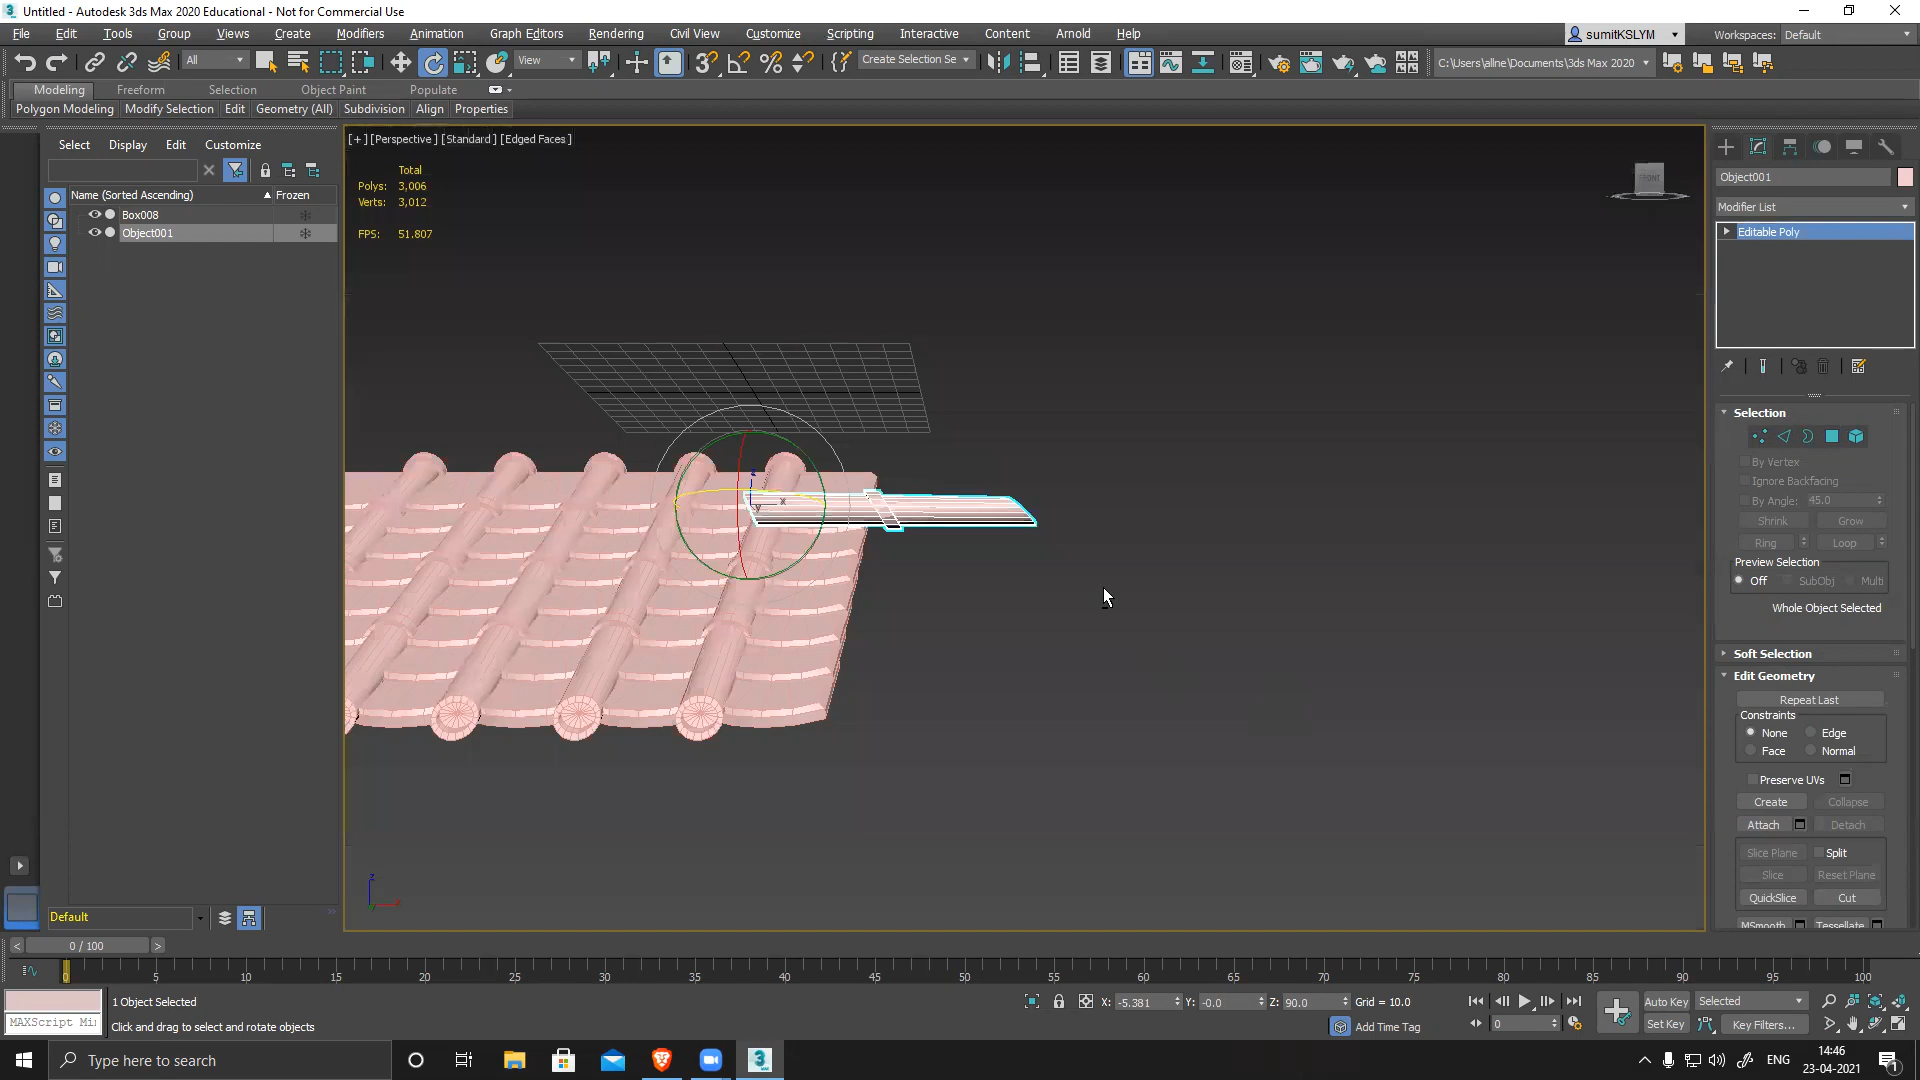 Untitled - Autodesk 3ds Max 2020 Educational - Not for Commercial Use
File Edit Tools Group Views Create Modifiers Animation Graph Editors Rendering Civil View Customize Scripting Interactive Content Arnold Help
sumitKSLYM
Workspaces: Default
All
View
Create Selection Se
C:\Users\allne\Documents\3ds Max 2020
Modeling Freeform Selection Object Paint Populate
Polygon Modeling Modify Selection Edit Geometry (All) Subdivision Align Properties
Select Display Edit Customize
Name (Sorted Ascending) Frozen
Box008
Object001
[+] [Perspective] [Standard] [Edged Faces]
Total
Polys: 3,006
Verts: 3,012
FPS: 51.807
FRONT
Object001
Modifier List
Editable Poly
Selection
By Vertex
Ignore Backfacing
By Angle: 45.0
Shrink Grow
Ring Loop
Preview Selection
Off SubObj Multi
Whole Object Selected
Soft Selection
Edit Geometry
Repeat Last
Constraints
None Edge
Face Normal
Preserve UVs
Create Collapse
Attach Detach
Slice Plane Split
Slice Reset Plane
QuickSlice Cut
MSmooth Tessellate
Default
0 / 100
0 5 10 15 20 25 30 35 40 45 50 55 60 65 70 75 80 85 90 95 100
1 Object Selected
X: -5.381 Y: -0.0 Z: 90.0 Grid = 10.0
Auto Key Selected
MAXScript Mi
Click and drag to select and rotate objects
Add Time Tag
0
Set Key Key Filters...
Type here to search
ENG
14:46
23-04-2021